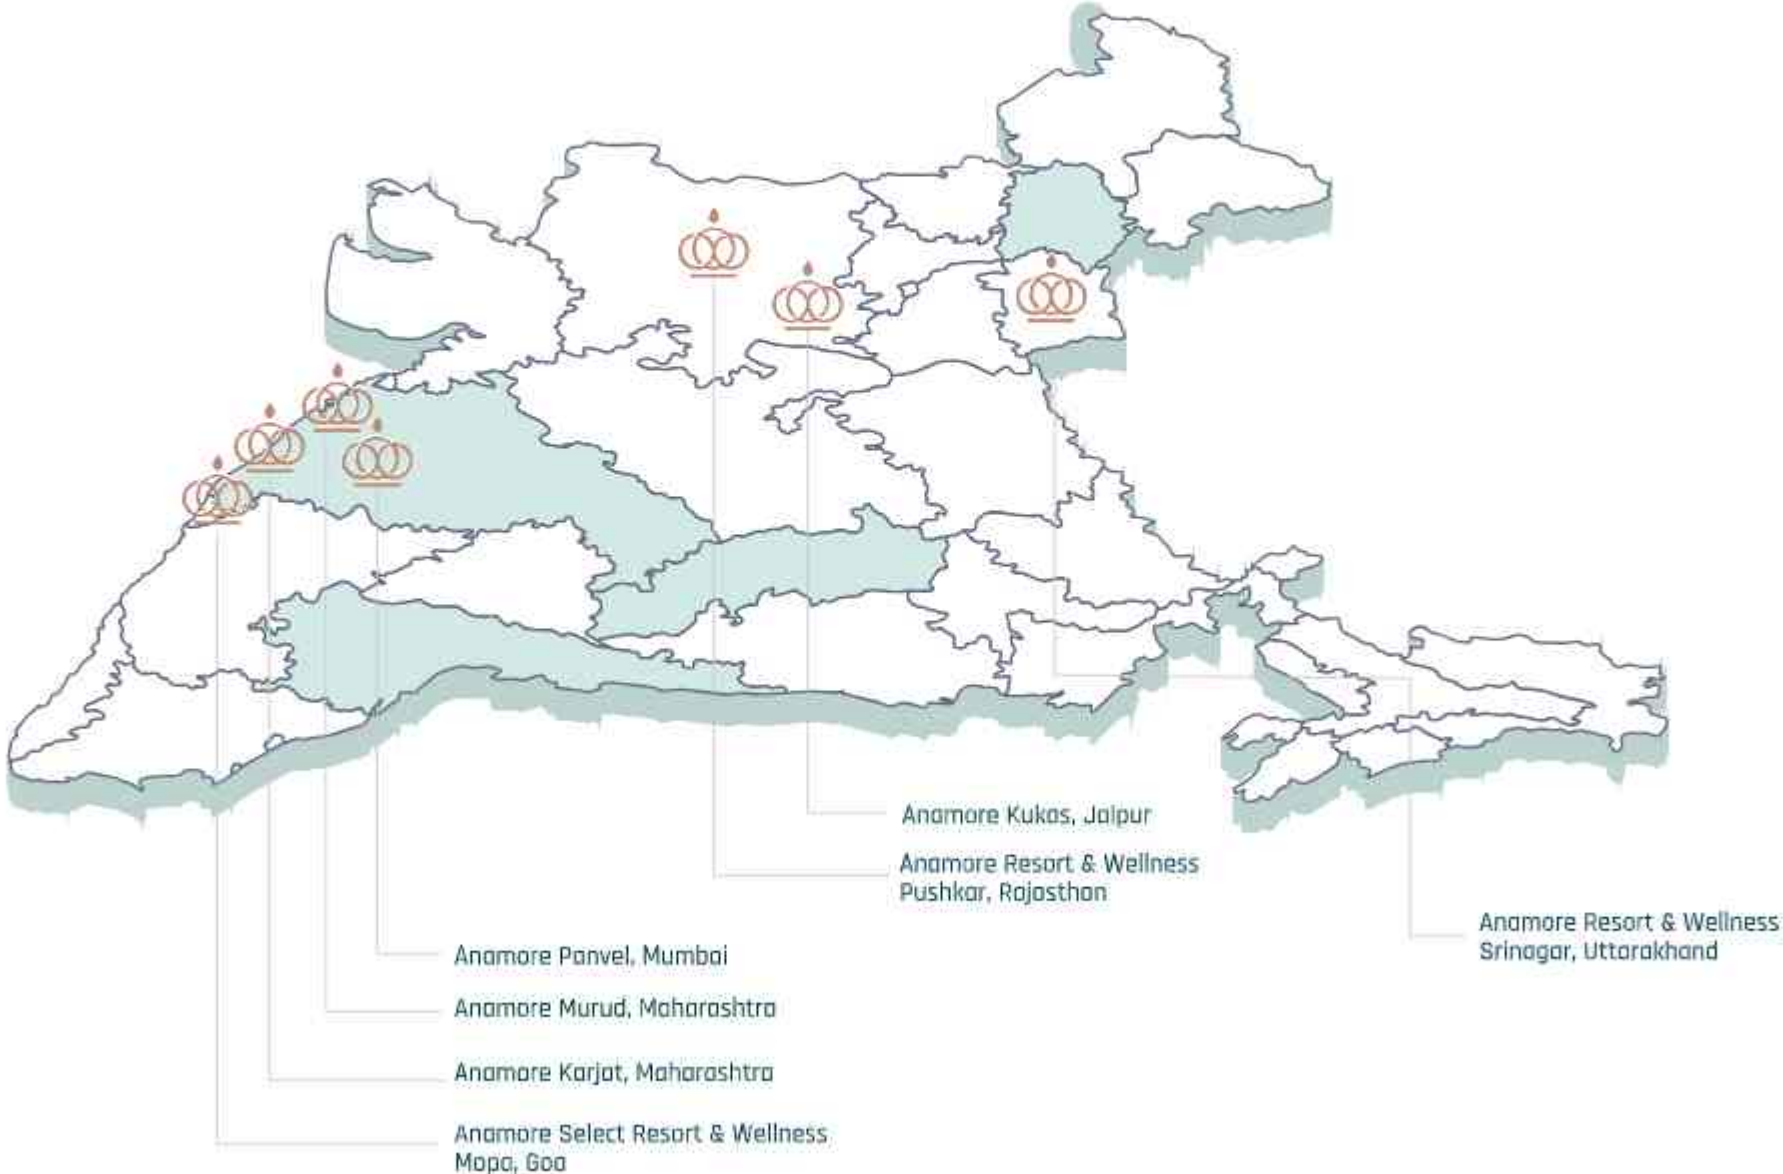 Anamore Kukas, Jaipur
Anamore Resort & Wellness
Pushkar, Rajasthan
Anamore Resort & Wellness
Srinagar, Uttarakhand
Anamore Panvel, Mumbai
Anamore Murud, Maharashtra
Anamore Karjat, Maharashtra
Anamore Select Resort & Wellness
Mopa, Goa